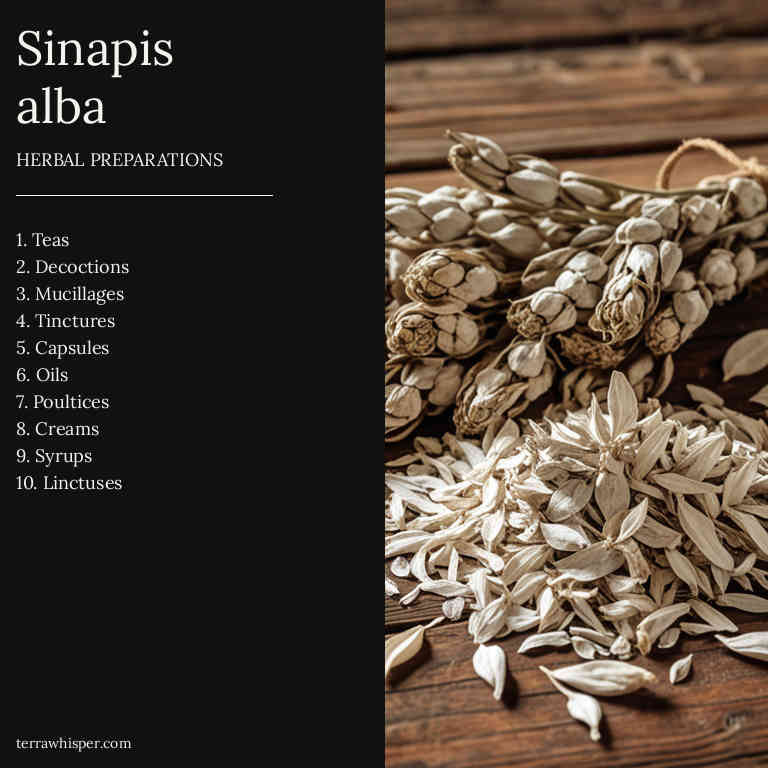 Sinapis
alba
HERBAL PREPARATIONS
1. Teas
2. Decoctions
3. Mucillages
4. Tinctures
5. Capsules
6. Oils
7. Poultices
8. Creams
9. Syrups
10. Linctuses
terrawhisper.com